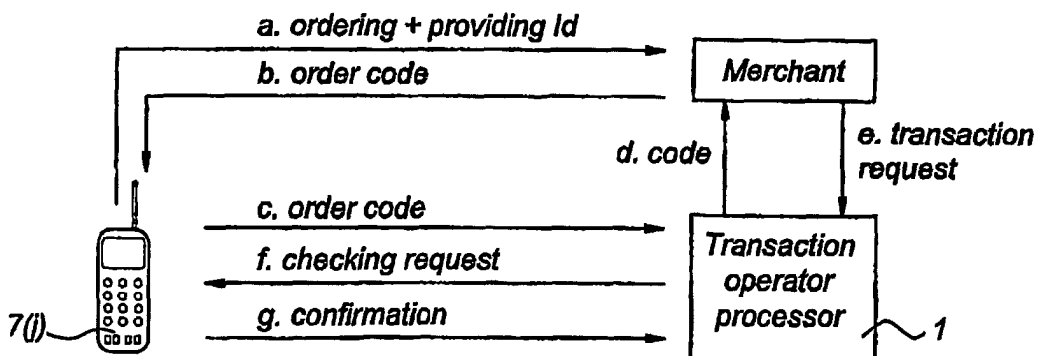 a. ordering + providing Id
b. order code
Merchant
d. code
e. transaction
request
c. order code
f. checking request
g. confirmation
Transaction
operator
processor
7(i)
1